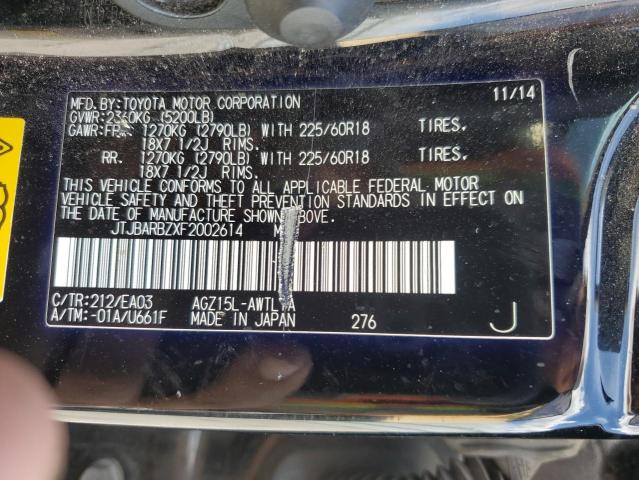 MFD. BY:TOYOTA MOTOR CORPORATION 11/14
GVWR:2360KG (5200LB)
GAWR:FR. 1270KG (2790LB) WITH 225/60R18 TIRES,
18X7 1/2J RIMS.
RR. 1270KG (2790LB) WITH 225/60R18 TIRES,
18X7 1/2J RIMS.
THIS VEHICLE CONFORMS TO ALL APPLICABLE FEDERAL MOTOR
VEHICLE SAFETY AND THEFT PREVENTION STANDARDS IN EFFECT ON
THE DATE OF MANUFACTURE SHOWN ABOVE.
JTJBARBZXF2002614
C/TR:212/EA03 AGZ15L-
A/TM:-01A/U661F MADE IN JAPAN 276 J